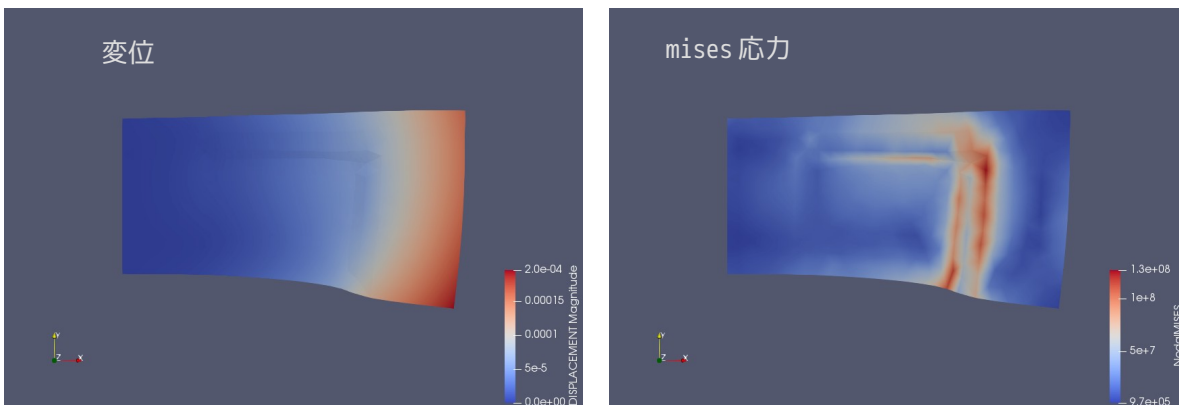 変位
2.0e-04
0.00015
0.0001
5e-5
0.0e+00
DISPLACEMENT Magnitude
Y
Z
X
mises 応力
1.3e+08
1e+8
5e+7
9.7e+05
NodalMISES
Y
Z
X